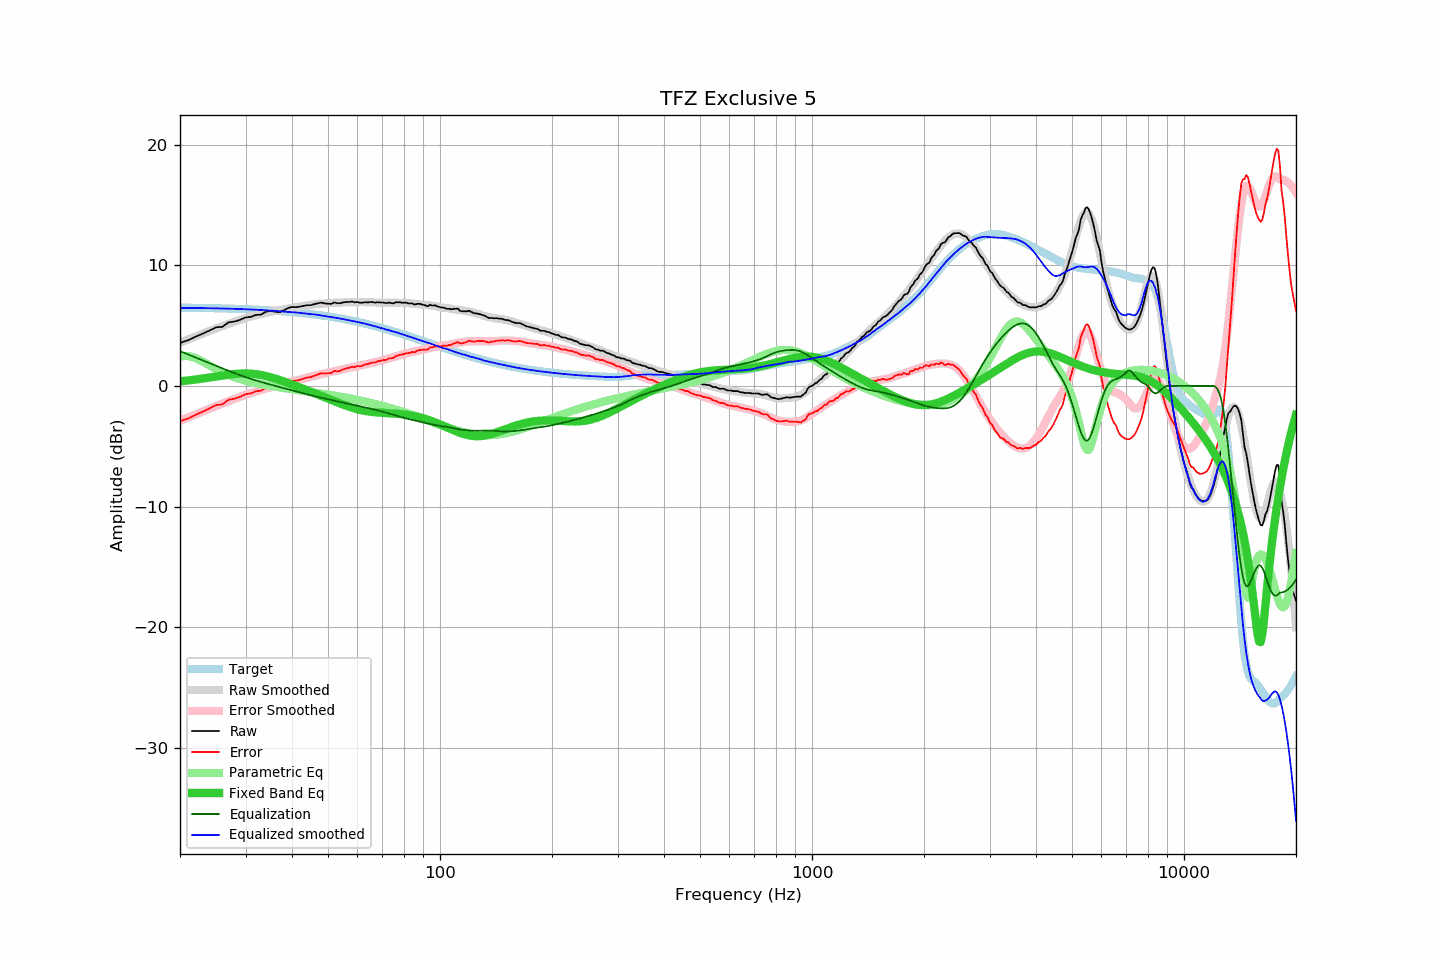 TFZ Exclusive 5
20
10
0
−10
−20
−30
Amplitude (dBr)
Target
Raw Smoothed
Error Smoothed
Raw
Error
Parametric Eq
Fixed Band Eq
Equalization
Equalized smoothed
100
1000
10000
Frequency (Hz)